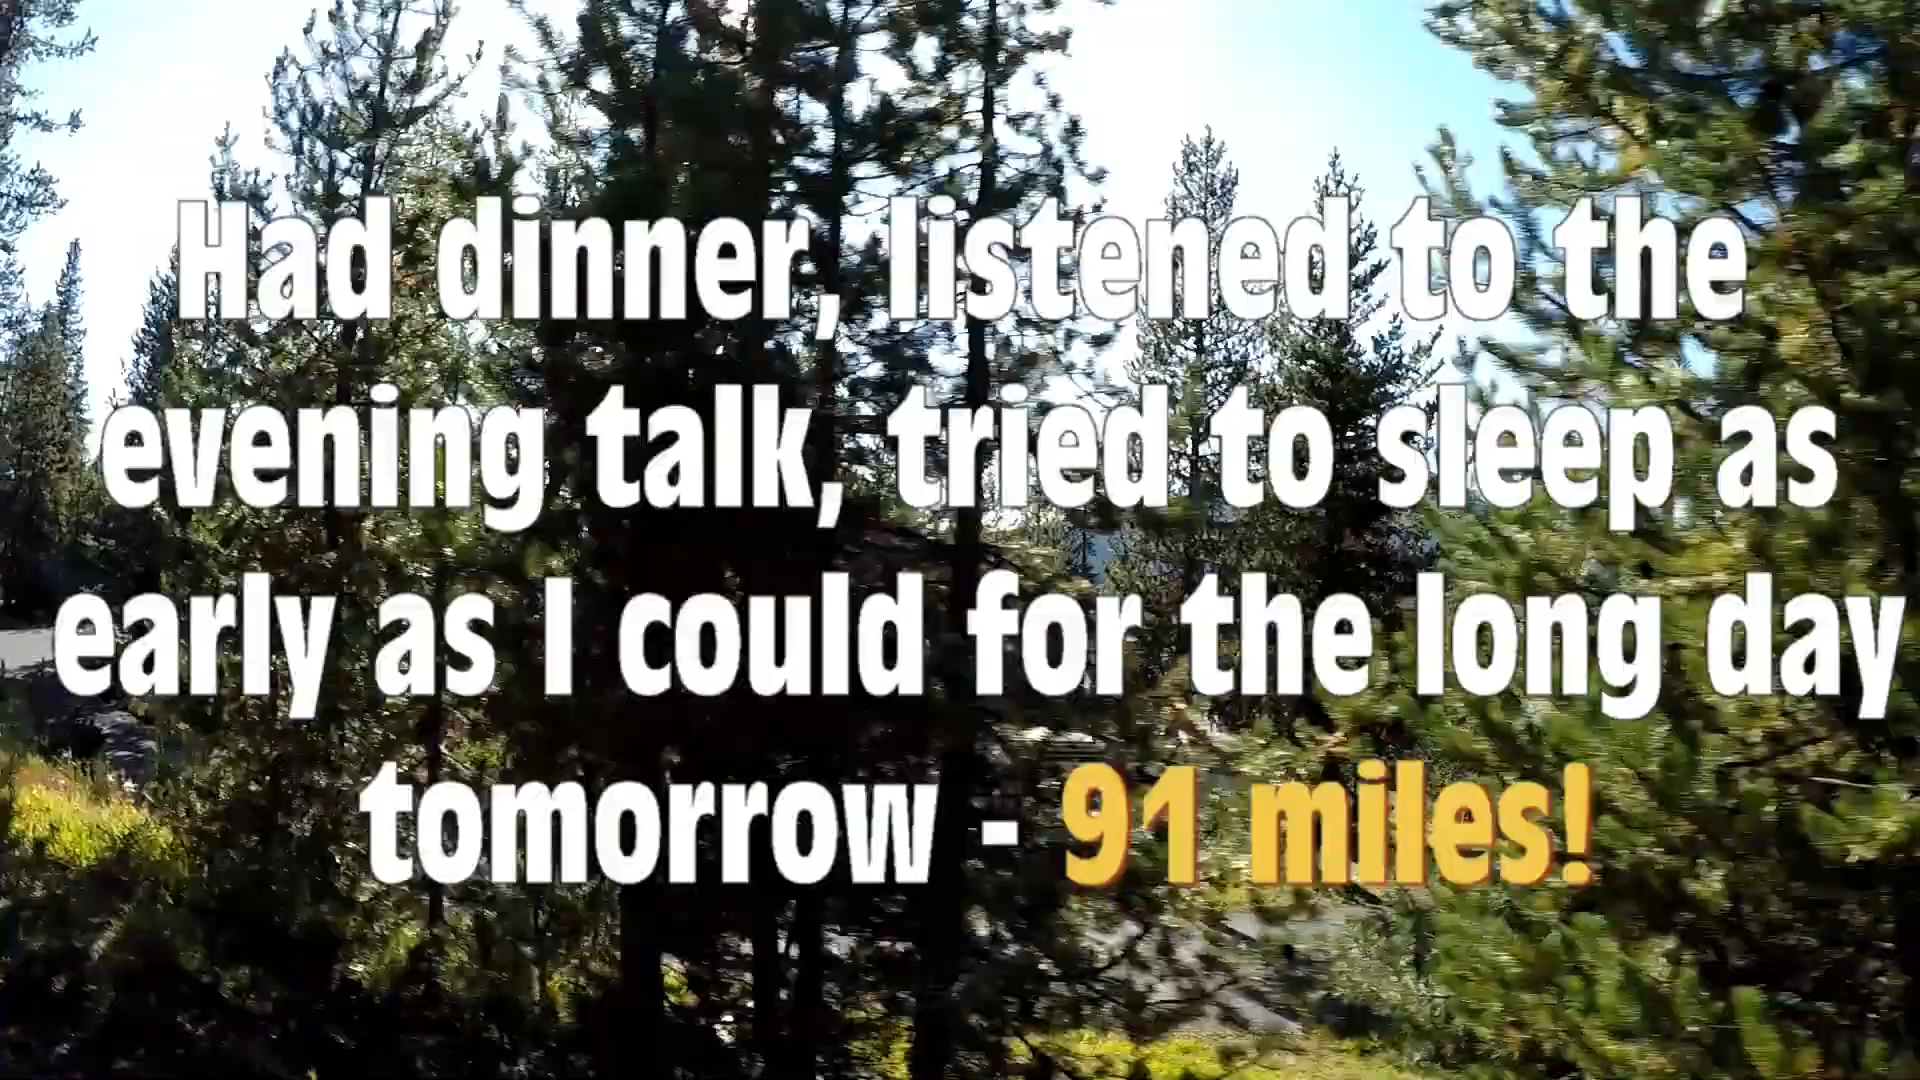 Had dinner, listened to the
evening talk, tried to sleep as
early as I could for the long day
tomorrow - 91 miles!